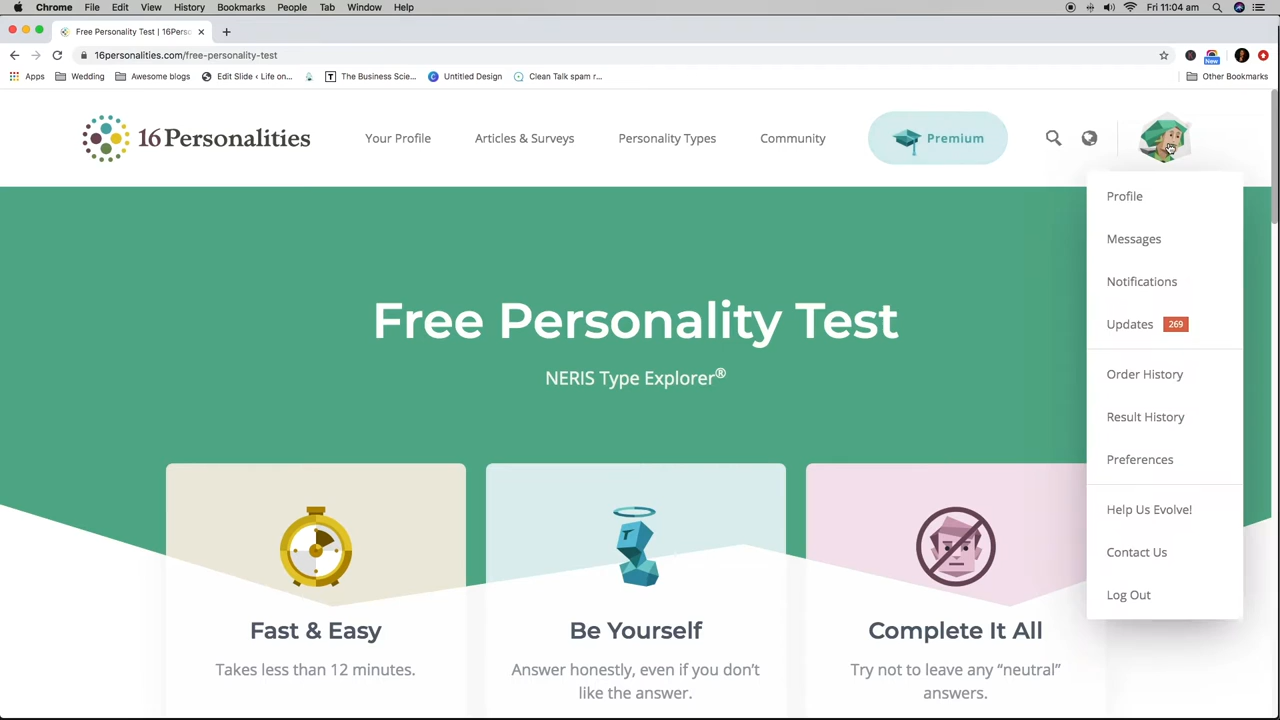 Chrome File Edit View History Bookmarks People Tab Window Help Fri 11:04 am
Free Personality Test | 16Perso
16personalities.com/free-personality-test
New
Apps Wedding Awesome blogs Edit Slide ‹ Life on... T The Business Scie... Untitled Design Clean Talk spam r... Other Bookmarks
16Personalities Your Profile Articles & Surveys Personality Types Community Premium
Profile
Messages
Notifications
Updates 269
Order History
Result History
Preferences
Help Us Evolve!
Contact Us
Log Out
Free Personality Test
NERIS Type Explorer®
T
Fast & Easy
Takes less than 12 minutes.
Be Yourself
Answer honestly, even if you don’t
like the answer.
Complete It All
Try not to leave any “neutral”
answers.